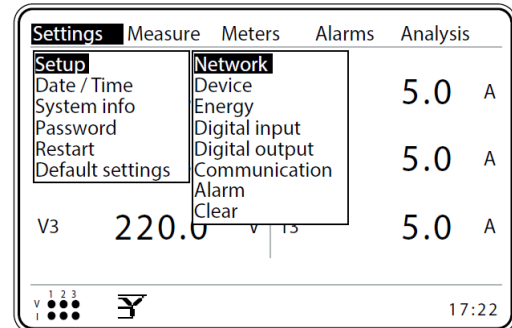 Settings Measure Meters Alarms Analysis
Setup Network
Date / Time Device 5.0 A
System info Energy
Password Digital input
Restart Digital output 5.0 A
Default settings Communication
Alarm
Clear
V3 220.0 V 5.0 A
1 2 3
V
I 17:22